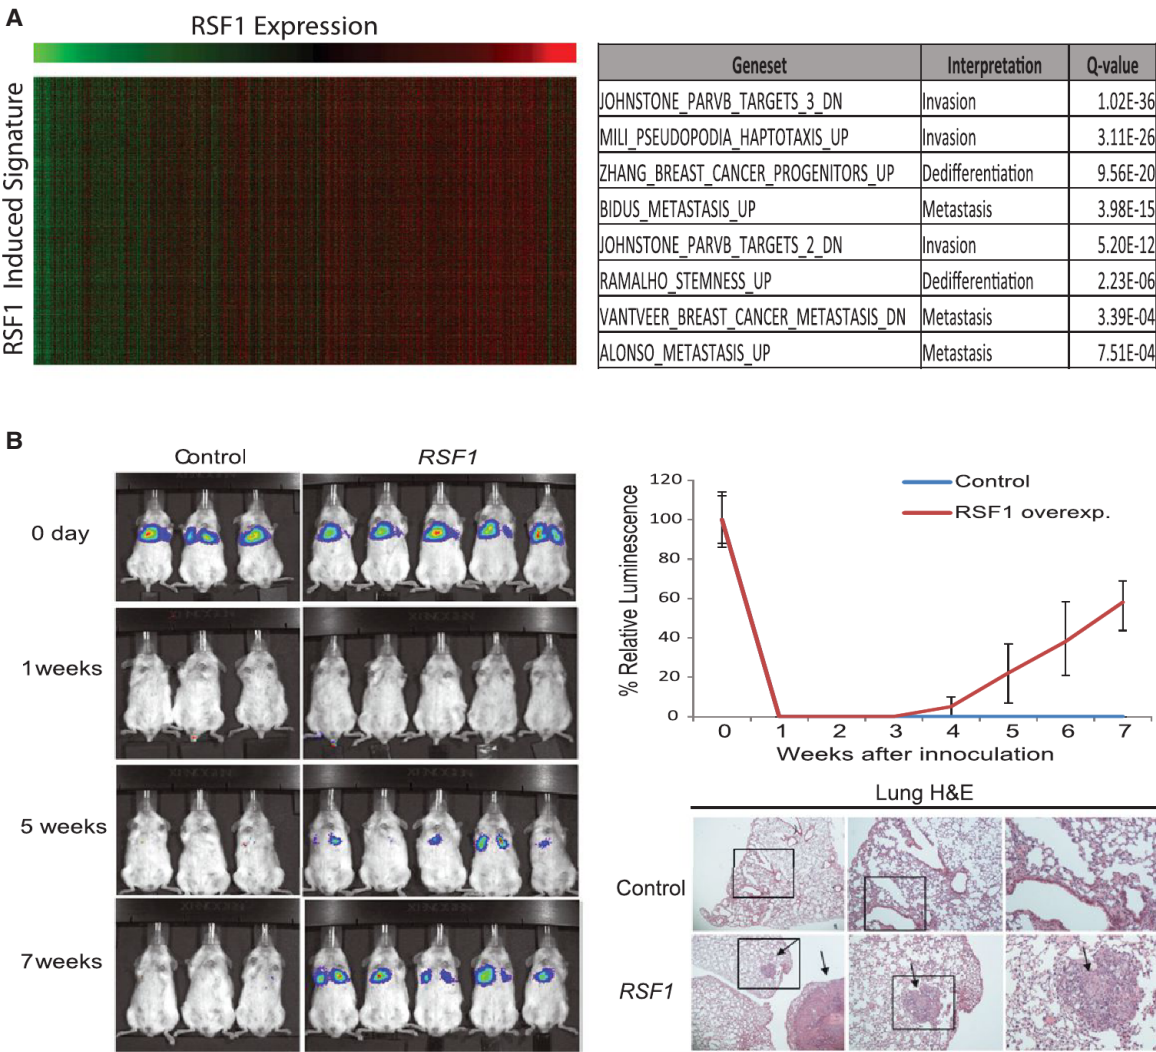 A
RSF1 Expression
RSF1 Induced Signature
Geneset Interpretation Q-value
JOHNSTONE_PARVB_TARGETS_3_DN Invasion 1.02E-36
MILI_PSEUDOPODIA_HAPTOTAXIS_UP Invasion 3.11E-26
ZHANG_BREAST_CANCER_PROGENITORS_UP Dedifferentiation 9.56E-20
BIDUS_METASTASIS_UP Metastasis 3.98E-15
JOHNSTONE_PARVB_TARGETS_2_DN Invasion 5.20E-12
RAMALHO_STEMNESS_UP Dedifferentiation 2.23E-06
VANTVEER_BREAST_CANCER_METASTASIS_DN Metastasis 3.39E-04
ALONSO_METASTASIS_UP Metastasis 7.51E-04
B
Control RSF1
0 day
1weeks
5 weeks
7weeks
% Relative Luminescence
120
100
80
60
40
20
0
0 1 2 3 4 5 6 7
Weeks after innoculation
Control
RSF1 overexp.
Lung H&E
Control
RSF1